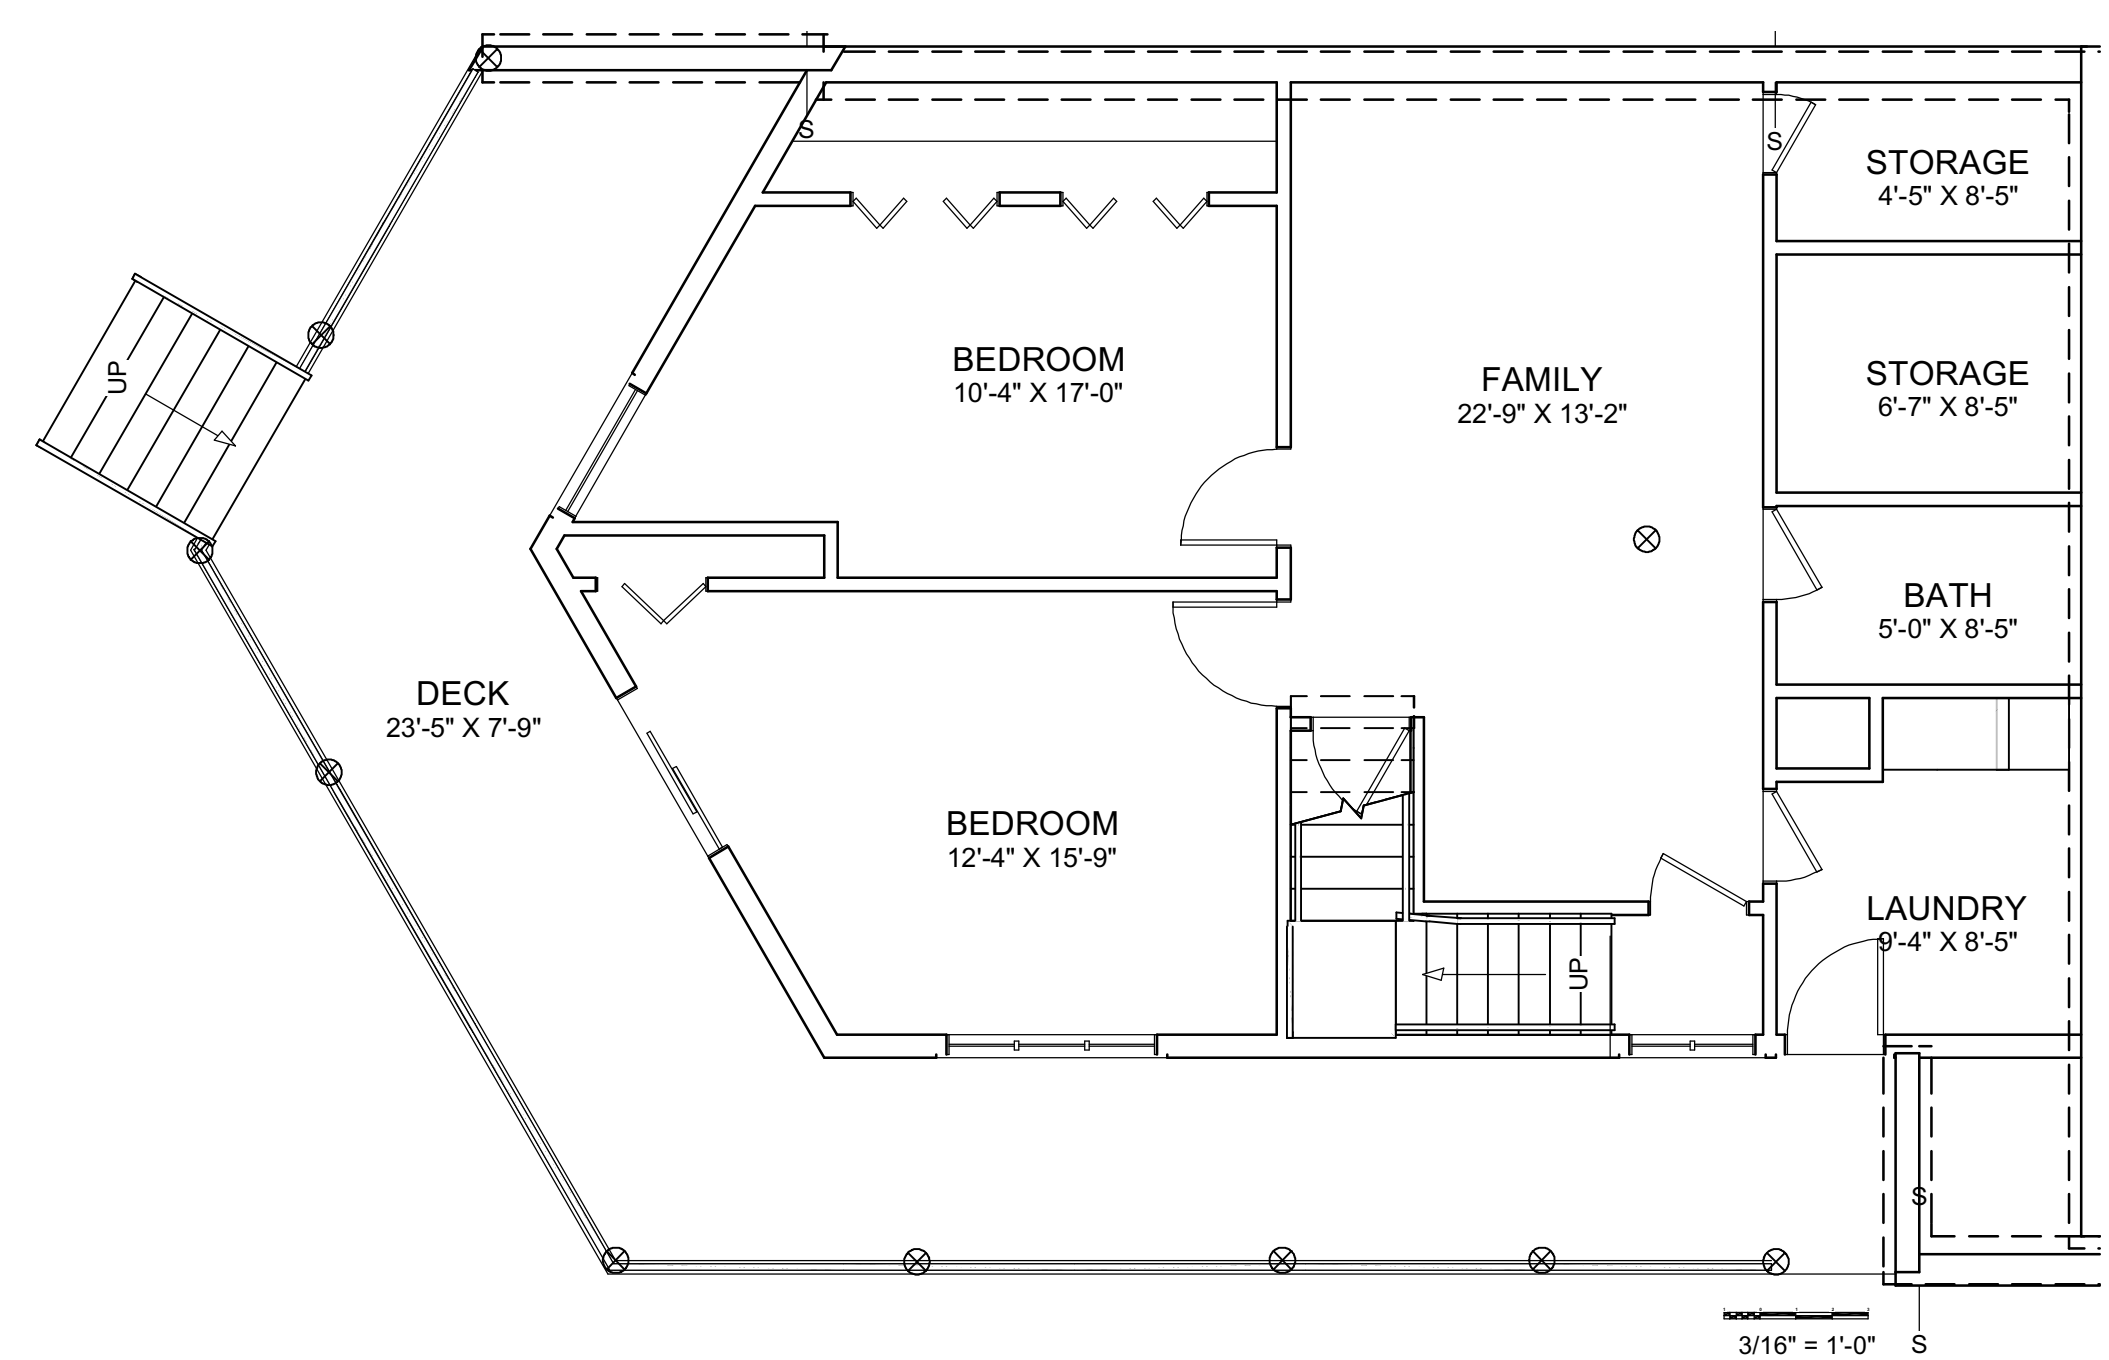 S
S
STORAGE
4'-5" X 8'-5"
UP
BEDROOM
10'-4" X 17'-0"
FAMILY
22'-9" X 13'-2"
STORAGE
6'-7" X 8'-5"
BATH
5'-0" X 8'-5"
DECK
23'-5" X 7'-9"
BEDROOM
12'-4" X 15'-9"
LAUNDRY
9'-4" X 8'-5"
UP
S
3/16" = 1'-0"
S